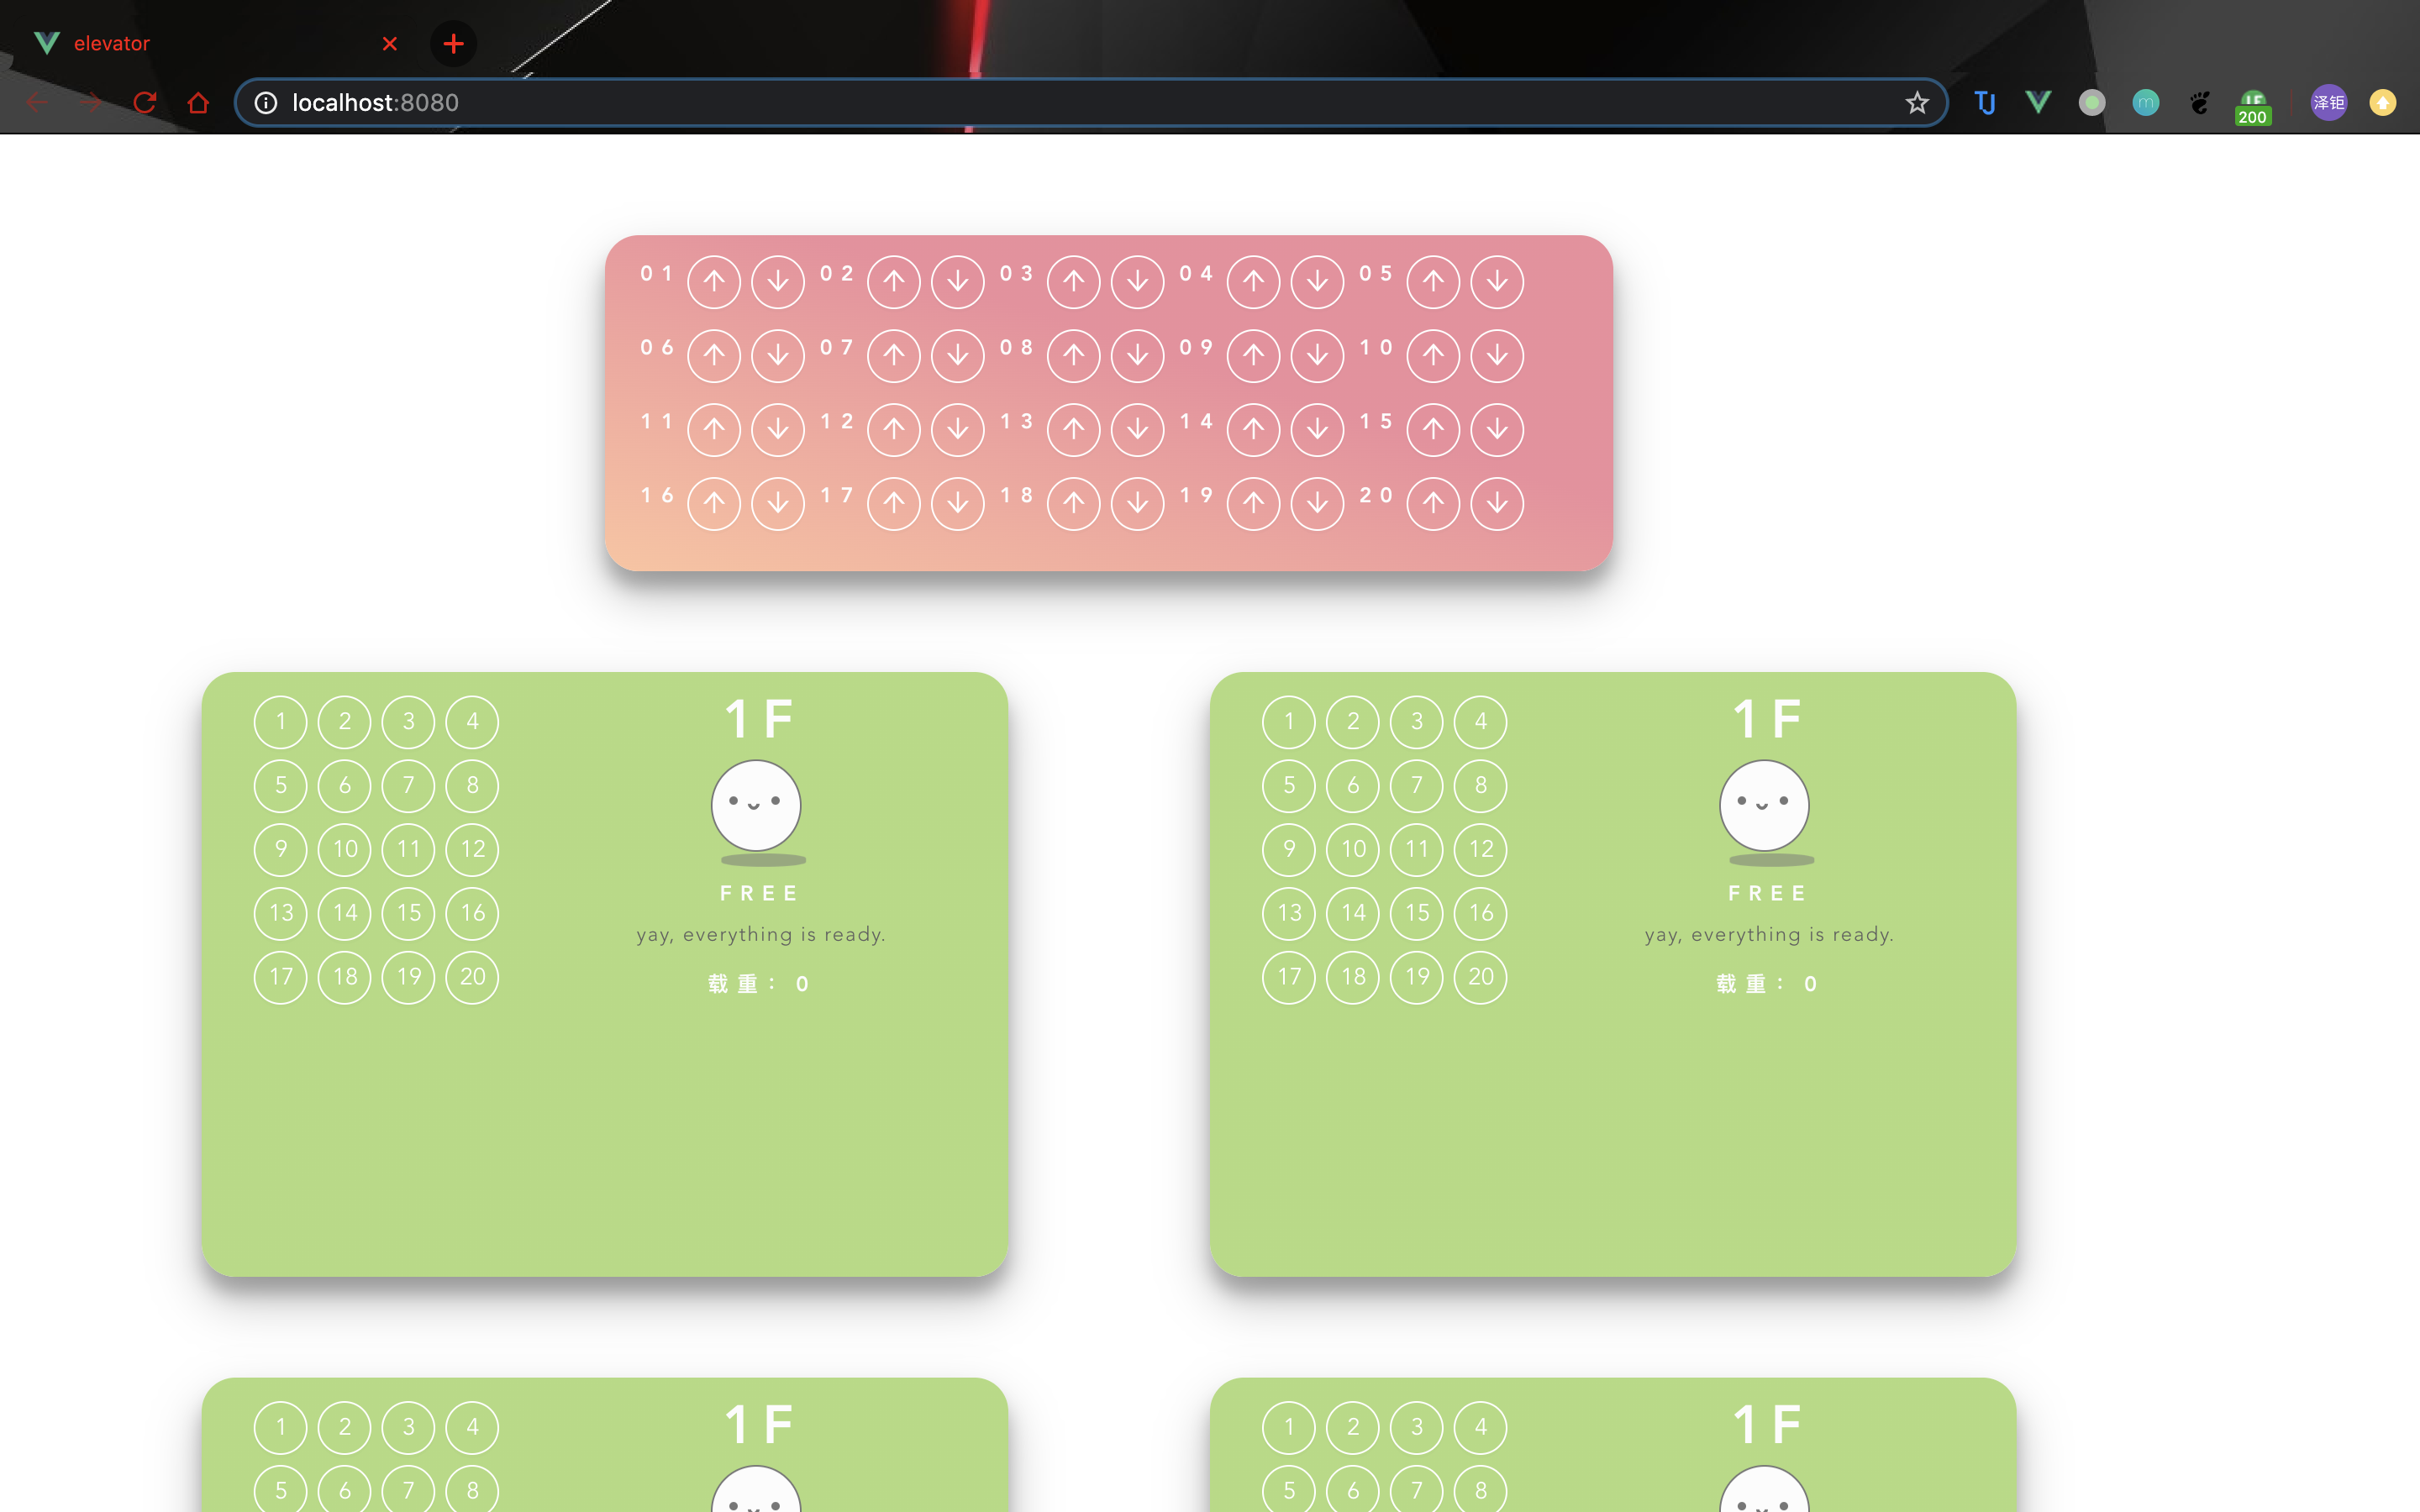 elevator
localhost:8080
TJ
m
200
泽钜
01 02 03 04 05
06 07 08 09 10
11 12 13 14 15
16 17 18 19 20
1 2 3 4
5 6 7 8
9 10 11 12
13 14 15 16
17 18 19 20
1F
FREE
yay, everything is ready.
载重：0
1 2 3 4
5 6 7 8
9 10 11 12
13 14 15 16
17 18 19 20
1F
FREE
yay, everything is ready.
载重：0
1 2 3 4
5 6 7 8
1F
1 2 3 4
5 6 7 8
1F